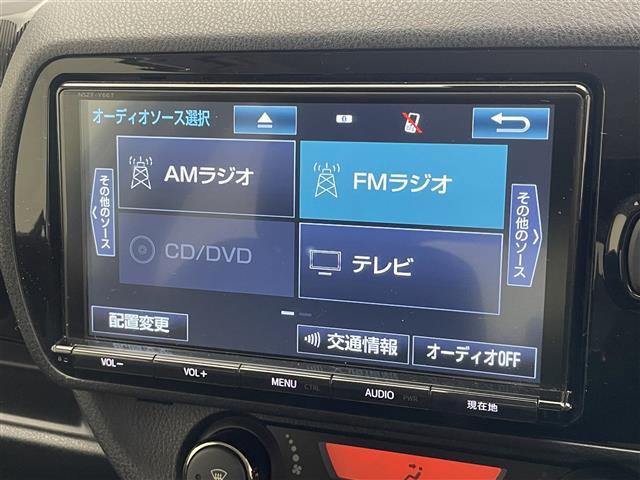 NSZT-Y66T
オーディオソース選択
AMラジオ
FMラジオ
その他のソース
その他のソース
CD/DVD
テレビ
配置変更
交通情報
オーディオOFF
VOL-
VOL+
MENU
CTRL
AUDIO
PWR
現在地